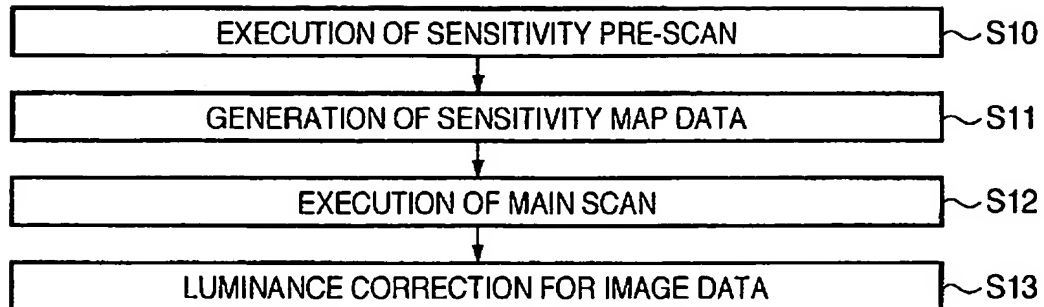 EXECUTION OF SENSITIVITY PRE-SCAN S10
GENERATION OF SENSITIVITY MAP DATA S11
EXECUTION OF MAIN SCAN S12
LUMINANCE CORRECTION FOR IMAGE DATA S13